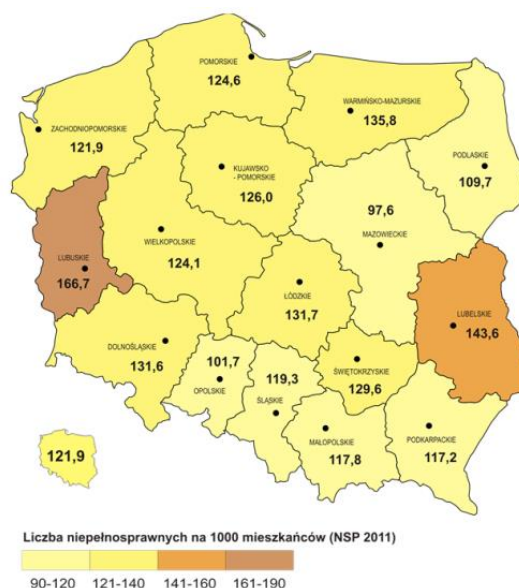 POMORSKIE
124,6
WARMIŃSKO-MAZURSKIE
135,8
ZACHODNIOPOMORSKIE
121,9
PODLASKIE
109,7
KUJAWSKO
- POMORSKIE
126,0
97,6
MAZOWIECKIE
WIELKOPOLSKIE
124,1
LUBUSKIE
166,7
ŁÓDZKIE
131,7
LUBELSKIE
143,6
DOLNOŚLĄSKIE
131,6
101,7
OPOLSKIE
119,3
ŚLĄSKIE
ŚWIĘTOKRZYSKIE
129,6
MAŁOPOLSKIE
117,8
PODKARPACKIE
117,2
121,9
Liczba niepełnosprawnych na 1000 mieszkańców (NSP 2011)
90-120 121-140 141-160 161-190